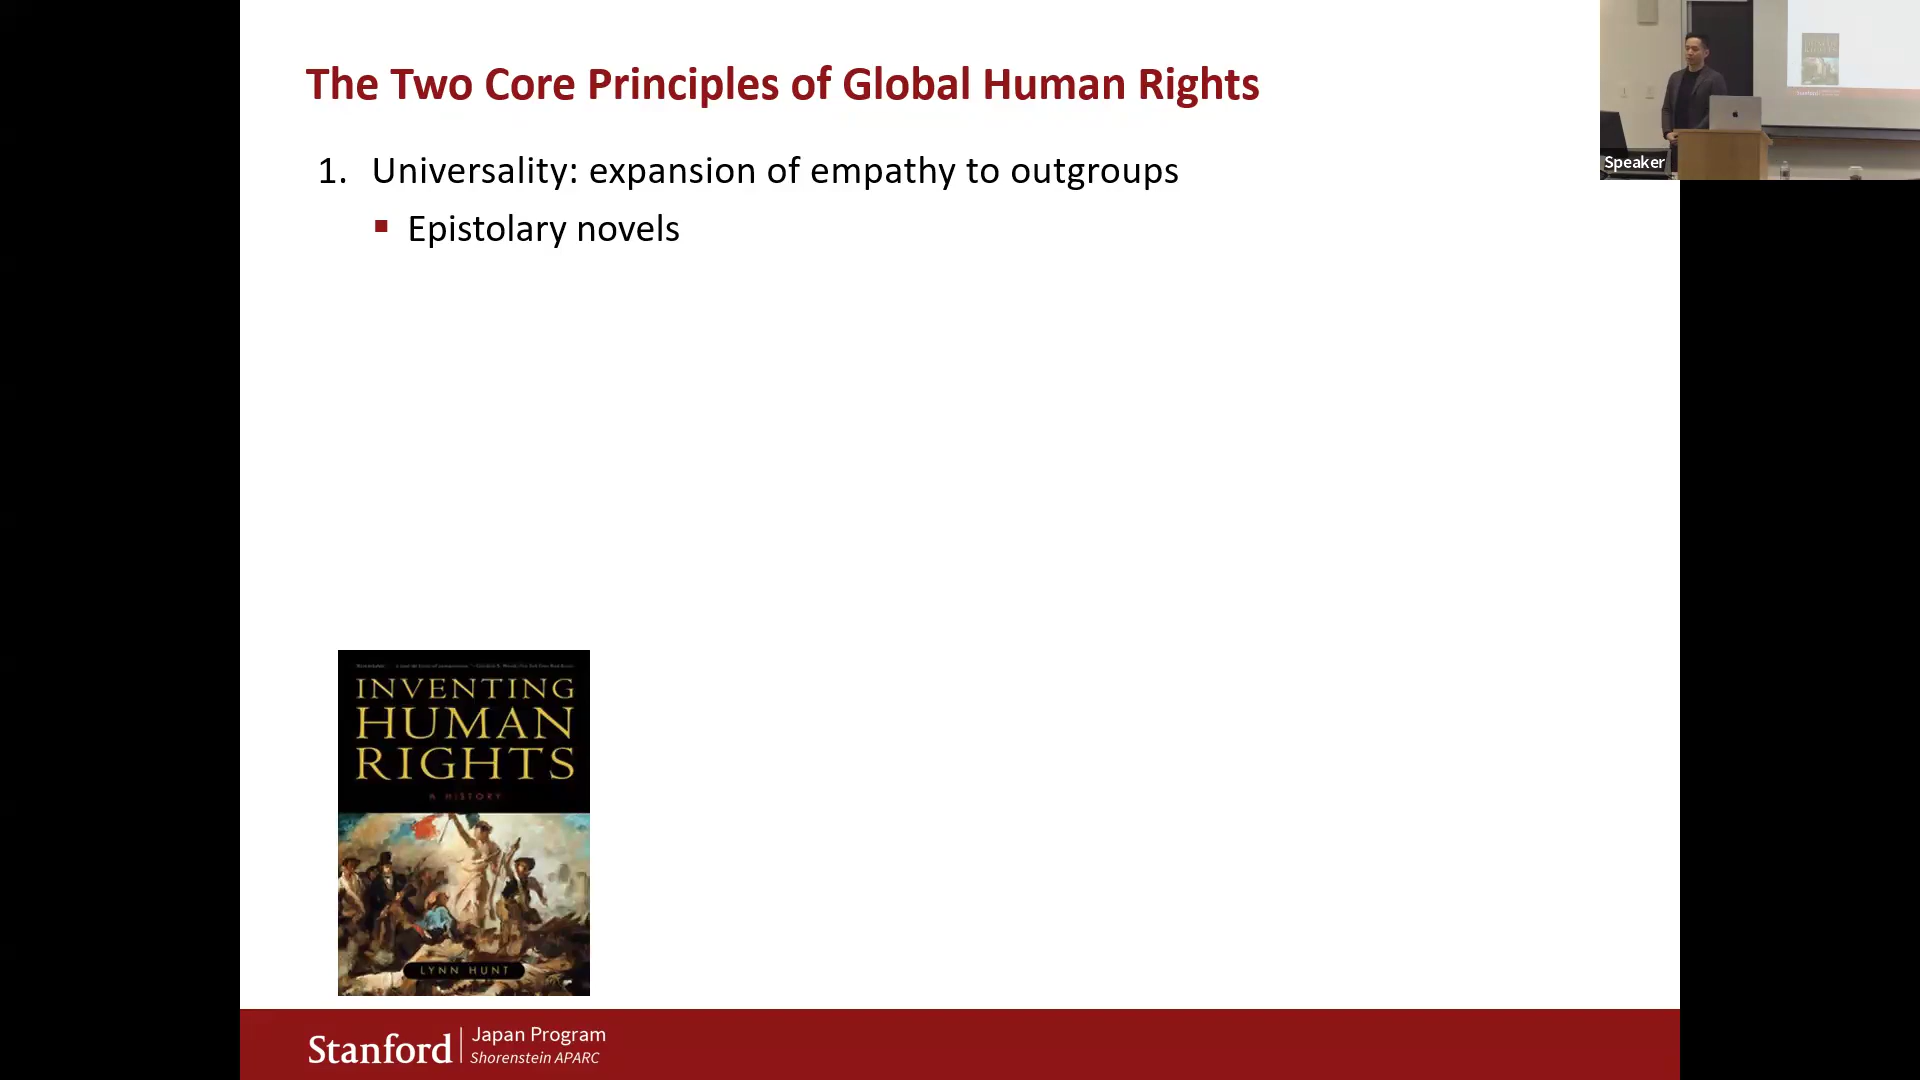 The Two Core Principles of Global Human Rights
1. Universality: expansion of empathy to outgroups
▪ Epistolary novels
Speaker
INVENTING
HUMAN
RIGHTS
A HISTORY
LYNN HUNT
Stanford
Japan Program
Shorenstein APARC